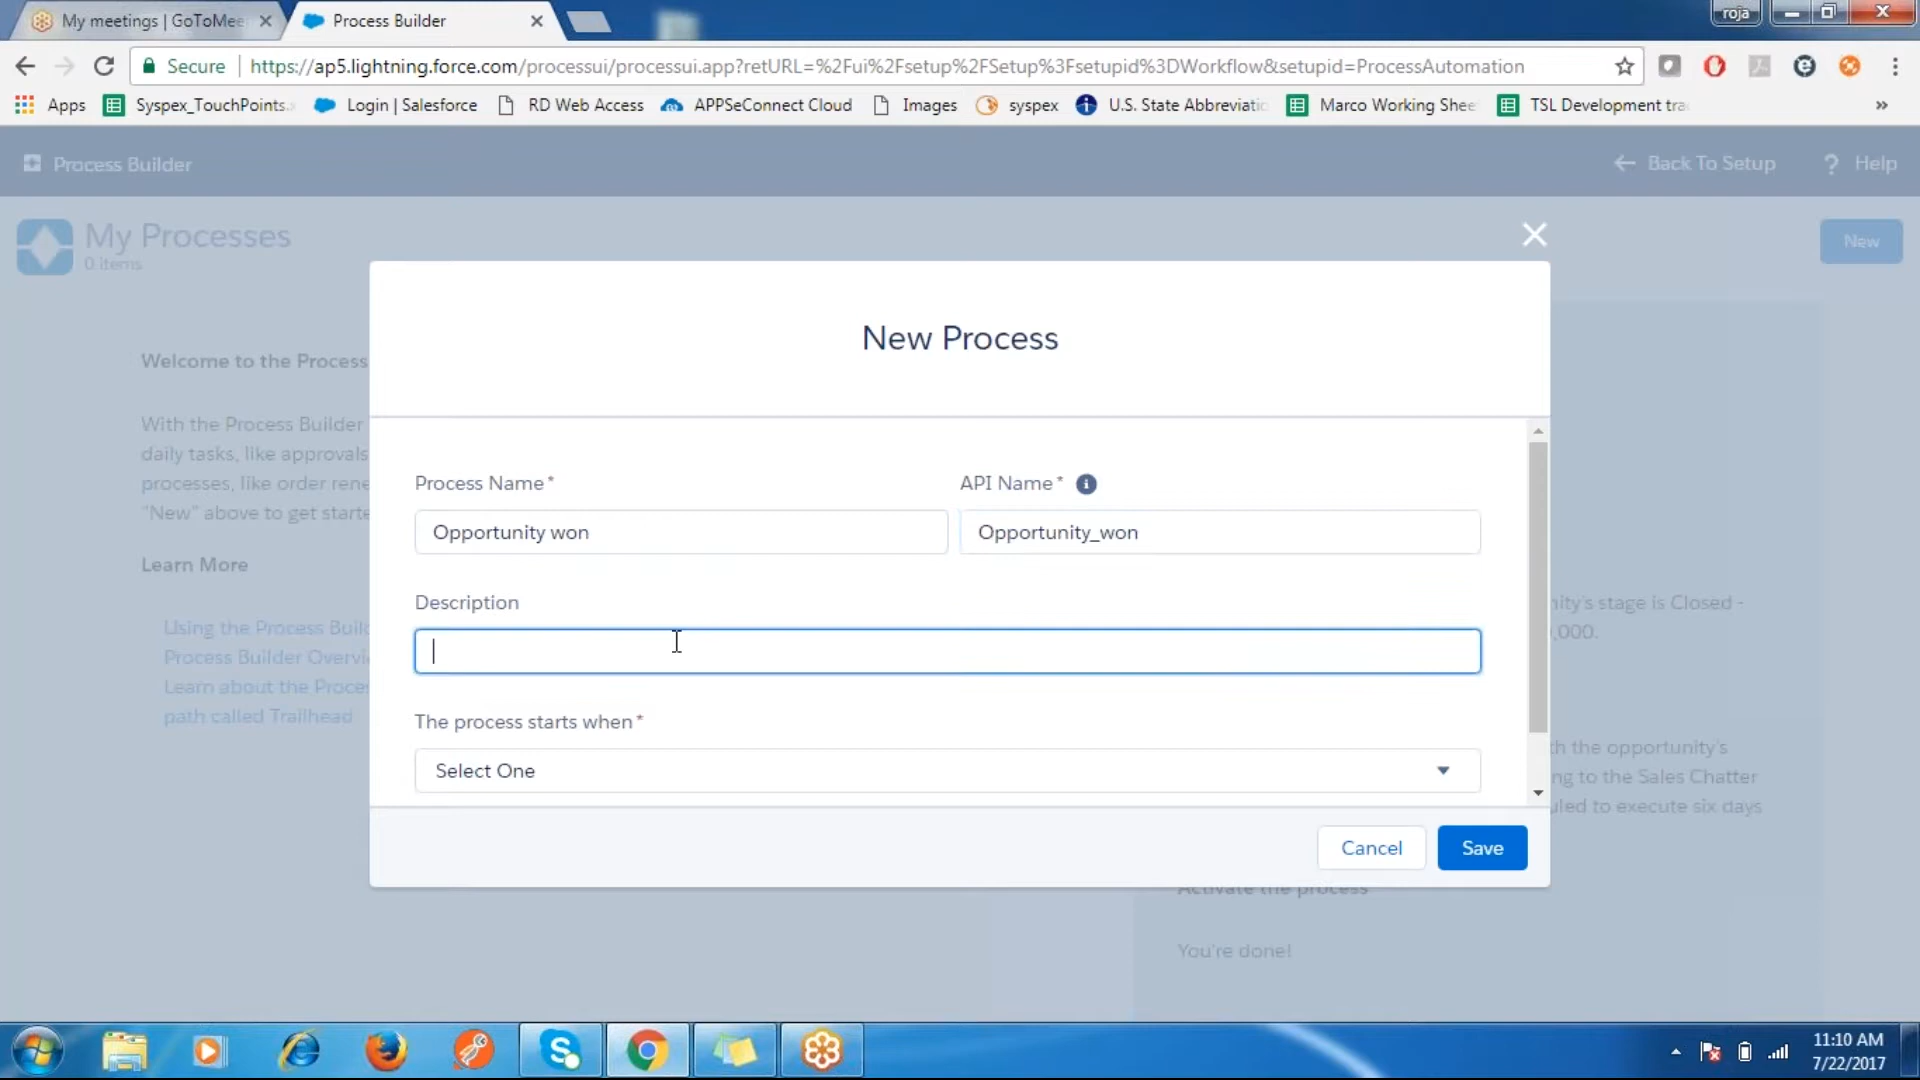 My meetings | GoToMee
Process Builder
roja
Secure
https://ap5.lightning.force.com/processui/processui.app?retURL=%2Fui%2Fsetup%2FSetup%3Fsetupid%3DWorkflow&setupid=ProcessAutomation
Apps
Syspex_TouchPoints.
Login | Salesforce
RD Web Access
APPSeConnect Cloud
Images
syspex
U.S. State Abbreviatio
Marco Working Shee
TSL Development tra
»
Process Builder
Back To Setup
? Help
My Processes
0 items
New
New Process
Welcome to the Process
With the Process Builder
daily tasks, like approvals
processes, like order rene
"New" above to get starte
Learn More
Using the Process Buil
Process Builder Overvi
Learn about the Proces
path called Trailhead
Process Name*
API Name*
Opportunity won
Opportunity_won
Description
The process starts when*
Select One
Cancel
Save
ity's stage is Closed -
,000.
th the opportunity's
ng to the Sales Chatter
uled to execute six days
Activate the process
You're done!
11:10 AM
7/22/2017